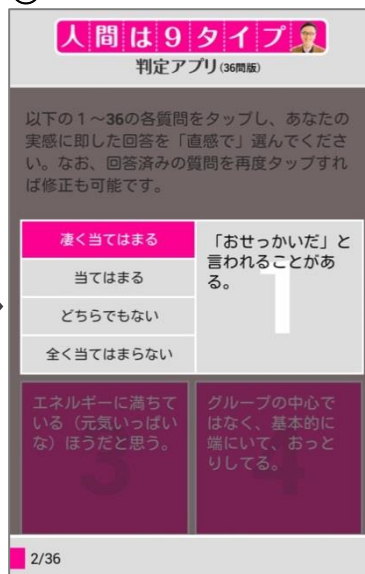 人間は9タイプ
判定アプリ(36問版)
以下の1〜36の各質問をタップし、あなたの
実感に即した回答を「直感で」選んでくださ
い。なお、回答済みの質問を再度タップすれ
ば修正も可能です。
凄く当てはまる
当てはまる
どちらでもない
全く当てはまらない
1
「おせっかいだ」と
言われることがあ
る。
3
エネルギーに満ちて
いる（元気いっぱい
な）ほうだと思う。
4
グループの中心で
はなく、基本的に
端にいて、おっと
りしてる。
2/36